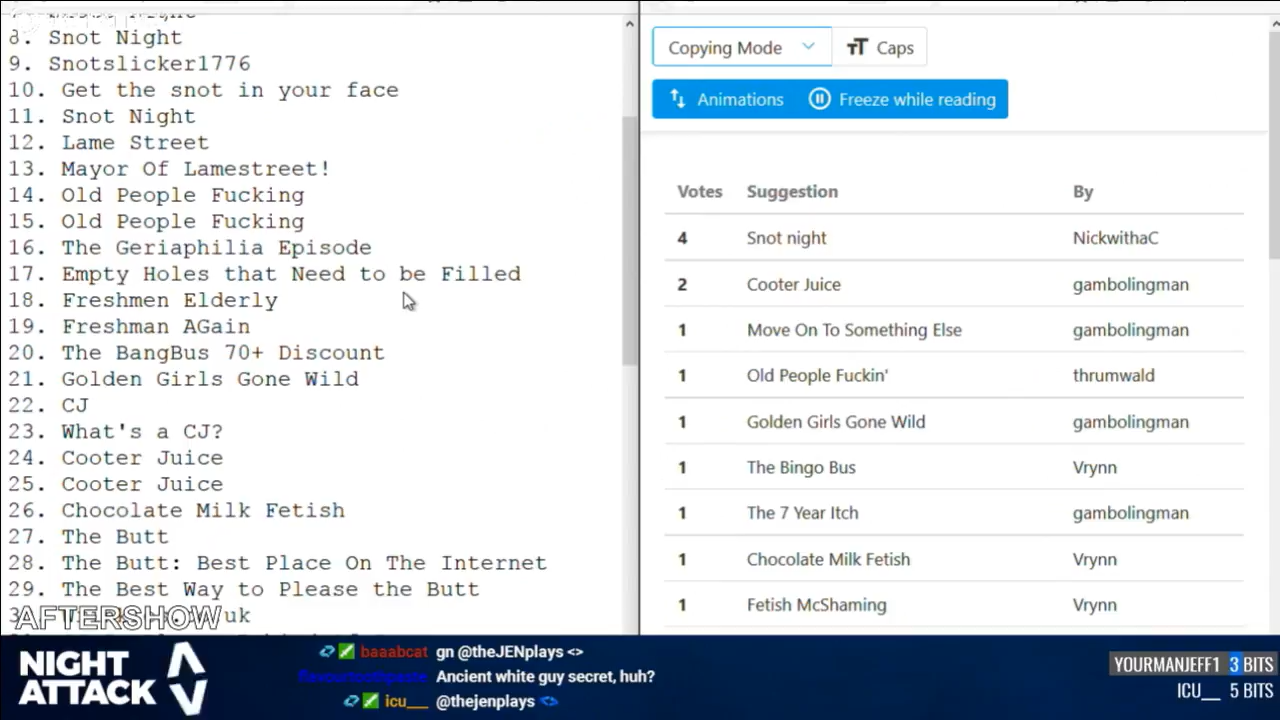 8. Snot Night
9. Snotslicker1776
10. Get the snot in your face
11. Snot Night
12. Lame Street
13. Mayor Of Lamestreet!
14. Old People Fucking
15. Old People Fucking
16. The Geriaphilia Episode
17. Empty Holes that Need to be Filled
18. Freshmen Elderly
19. Freshman AGain
20. The BangBus 70+ Discount
21. Golden Girls Gone Wild
22. CJ
23. What's a CJ?
24. Cooter Juice
25. Cooter Juice
26. Chocolate Milk Fetish
27. The Butt
28. The Butt: Best Place On The Internet
29. The Best Way to Please the Butt
AFTERSHOW
Copying Mode Caps
Animations Freeze while reading
Votes Suggestion By
4 Snot night NickwithaC
2 Cooter Juice gambolingman
1 Move On To Something Else gambolingman
1 Old People Fuckin' thrumwald
1 Golden Girls Gone Wild gambolingman
1 The Bingo Bus Vrynn
1 The 7 Year Itch gambolingman
1 Chocolate Milk Fetish Vrynn
1 Fetish McShaming Vrynn
NIGHT
ATTACK
baaabcat gn @theJENplays <>
Ancient white guy secret, huh?
icu___ @thejenplays
YOURMANJEFF1 3 BITS
ICU__ 5 BITS